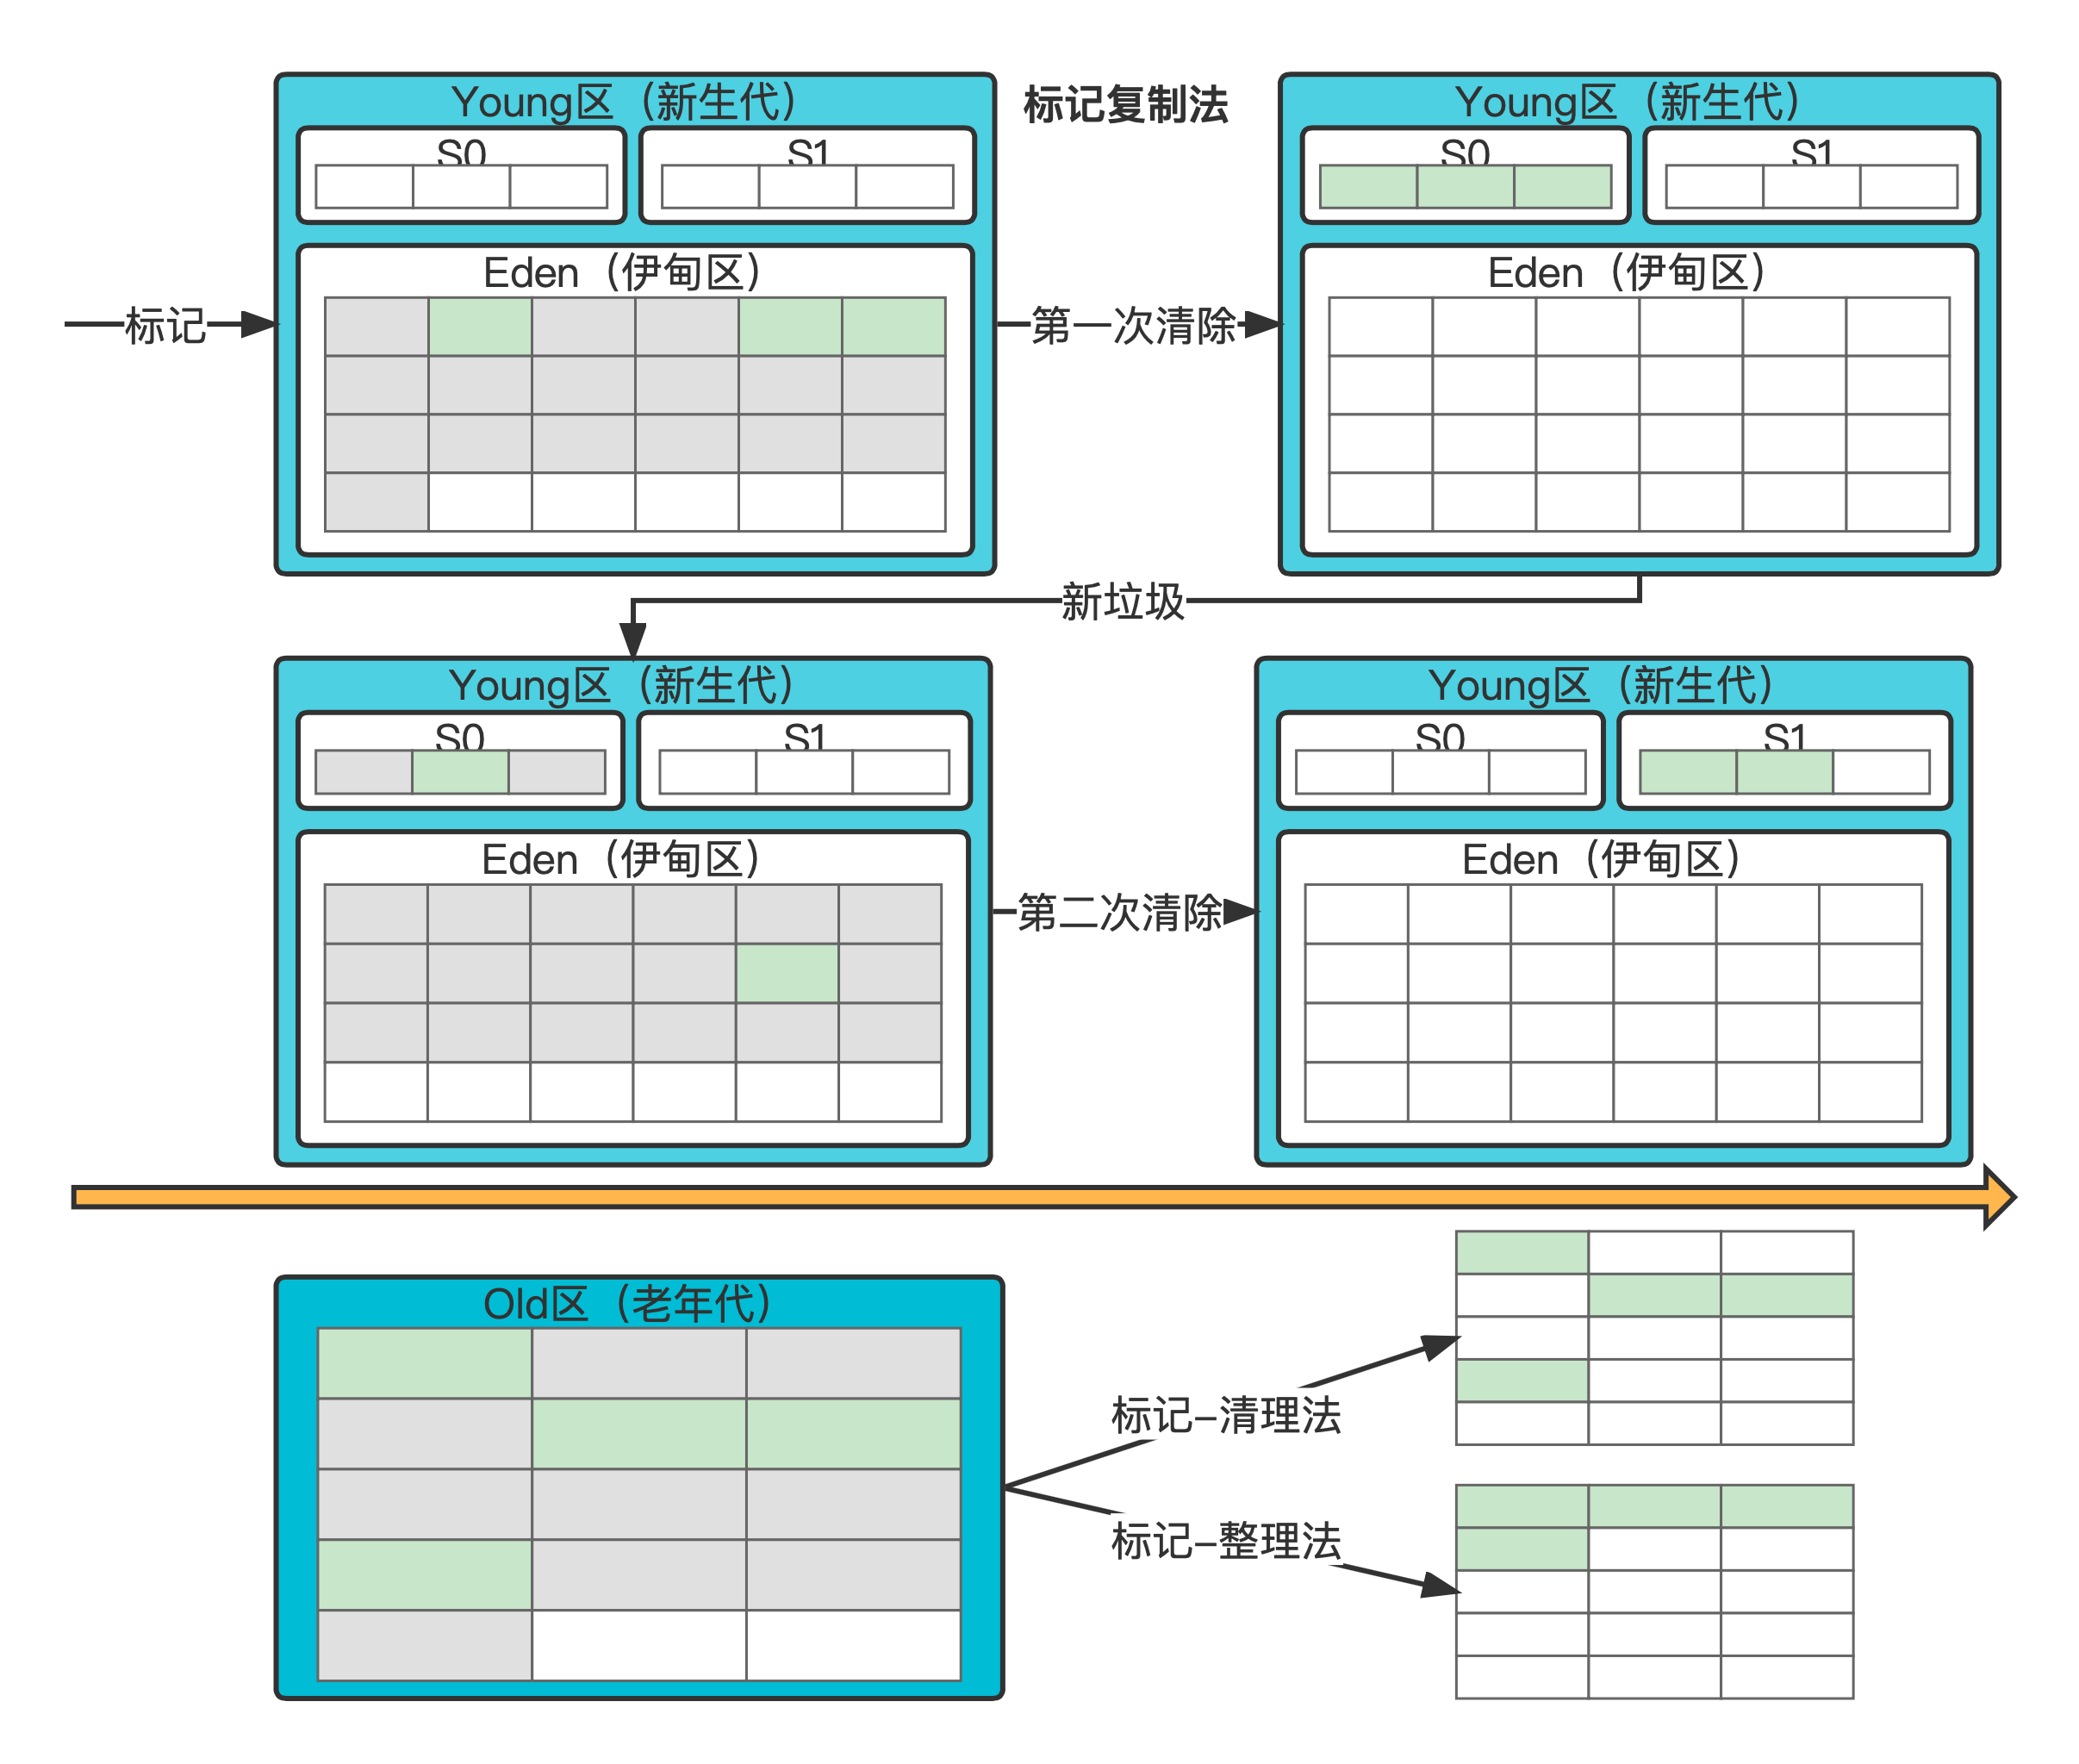 Young区（新生代）
标记复制法
Young区（新生代）
S0
S1
S0
S1
Eden（伊甸区）
Eden（伊甸区）
标记
第一次清除
新垃圾
Young区（新生代）
Young区（新生代）
S0
S1
S0
S1
Eden（伊甸区）
Eden（伊甸区）
第二次清除
Old区（老年代）
标记-清理法
标记-整理法